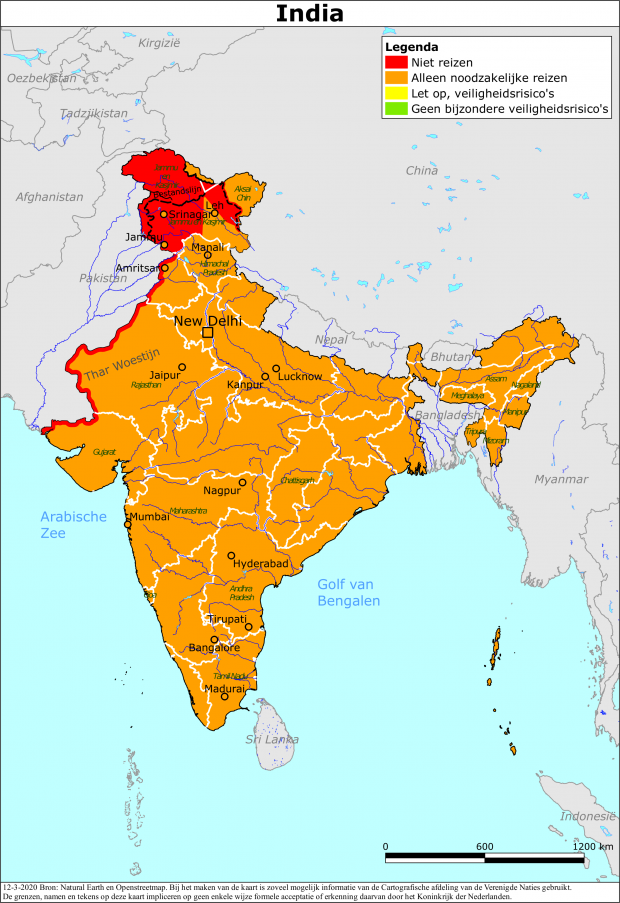 India
Kirgizië
Legenda
Niet reizen
Alleen noodzakelijke reizen
Let op, veiligheidsrisico's
Geen bijzondere veiligheidsrisico's
Oezbekistan
Tadzjikistan
China
Afghanistan
Aksai
Chin
Leh
Srinagar
Jammu
Manali
Himachal
Pradesh
Amritsar
Pakistan
New Delhi
Nepal
Bhutan
Thar Woestijn
Jaipur
Rajasthan
Kanpur
Lucknow
Assam
Nagaland
Meghalaya
Manipur
Bangladesh
Tripura
Mizoram
Gujarat
Nagpur
Chattisgarh
Myanmar
Arabische
Zee
Mumbai
Maharashtra
Hyderabad
Golf van
Bengalen
Goa
Andhra
Pradesh
Tirupati
Bangalore
Tamil Nadu
Madurai
Sri Lanka
Indonesië
0 600 1200 km
12-3-2020 Bron: Natural Earth en Openstreetmap. Bij het maken van de kaart is zoveel mogelijk informatie van de Cartografische afdeling van de Verenigde Naties gebruikt.
De grenzen, namen en tekens op deze kaart impliceren op geen enkele wijze formele acceptatie of erkenning daarvan door het Koninkrijk der Nederlanden.